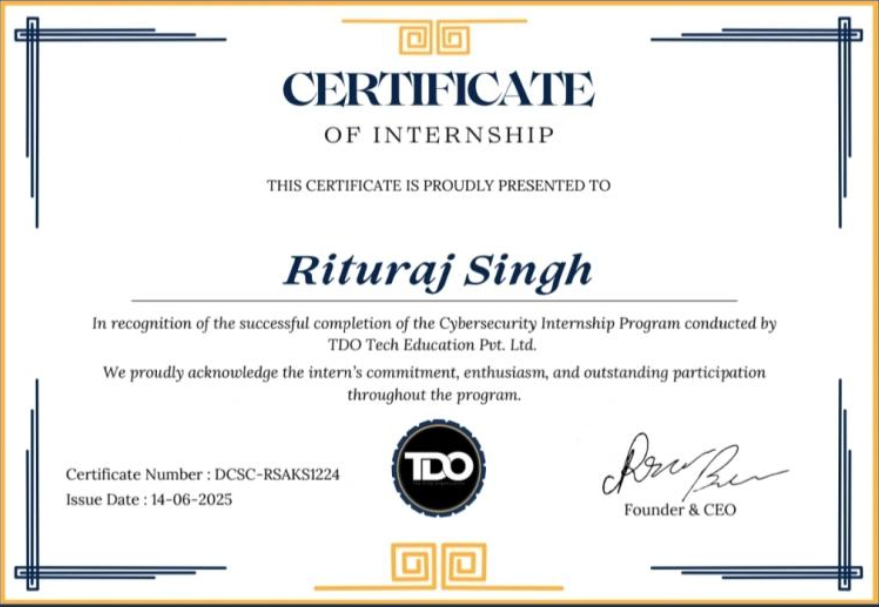 CERTIFICATE
OF INTERNSHIP
THIS CERTIFICATE IS PROUDLY PRESENTED TO
Rituraj Singh
In recognition of the successful completion of the Cybersecurity Internship Program conducted by
TDO Tech Education Pvt. Ltd.
We proudly acknowledge the intern's commitment, enthusiasm, and outstanding participation
throughout the program.
TDO
Certificate Number : DCSC-RSAKS1224
Issue Date : 14-06-2025
Founder & CEO